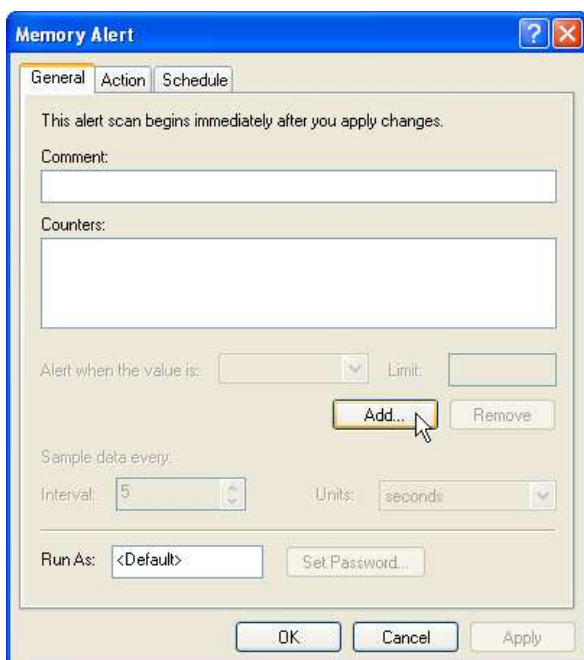 Memory Alert
General Action Schedule
This alert scan begins immediately after you apply changes.
Comment:
Counters:
Alert when the value is: Limit:
Add... Remove
Sample data every:
Interval: 5 Units: seconds
Run As: <Default> Set Password...
OK Cancel Apply